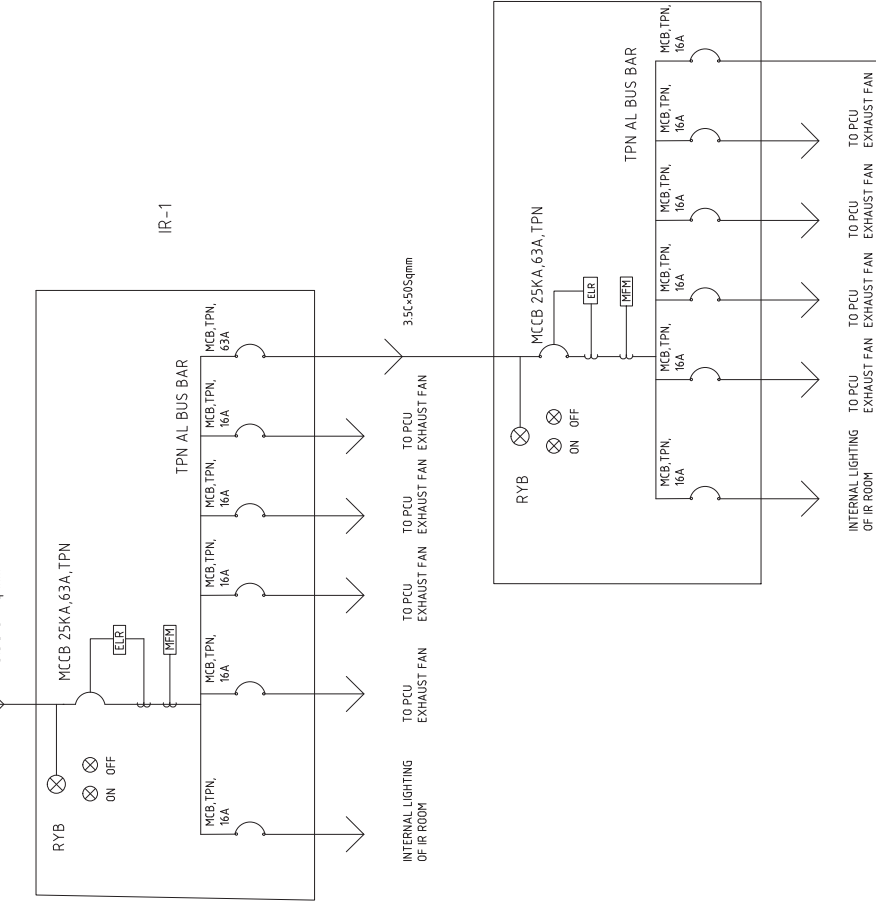 IR-1
MCCB 25KA,63A,TPN
ELR
MFM
RYB
ON
OFF
TPN AL BUS BAR
MCB,TPN,
16A
MCB,TPN,
16A
MCB,TPN,
16A
MCB,TPN,
16A
MCB,TPN,
16A
MCB,TPN,
63A
INTERNAL LIGHTING
OF IR ROOM
TO PCU
EXHAUST FAN
TO PCU
EXHAUST FAN
TO PCU
EXHAUST FAN
TO PCU
EXHAUST FAN
3.5C×50Sqmm
MCCB 25KA,63A,TPN
ELR
MFM
RYB
ON
OFF
TPN AL BUS BAR
MCB,TPN,
16A
MCB,TPN,
16A
MCB,TPN,
16A
MCB,TPN,
16A
MCB,TPN,
16A
MCB,TPN,
16A
INTERNAL LIGHTING
OF IR ROOM
TO PCU
EXHAUST FAN
TO PCU
EXHAUST FAN
TO PCU
EXHAUST FAN
TO PCU
EXHAUST FAN